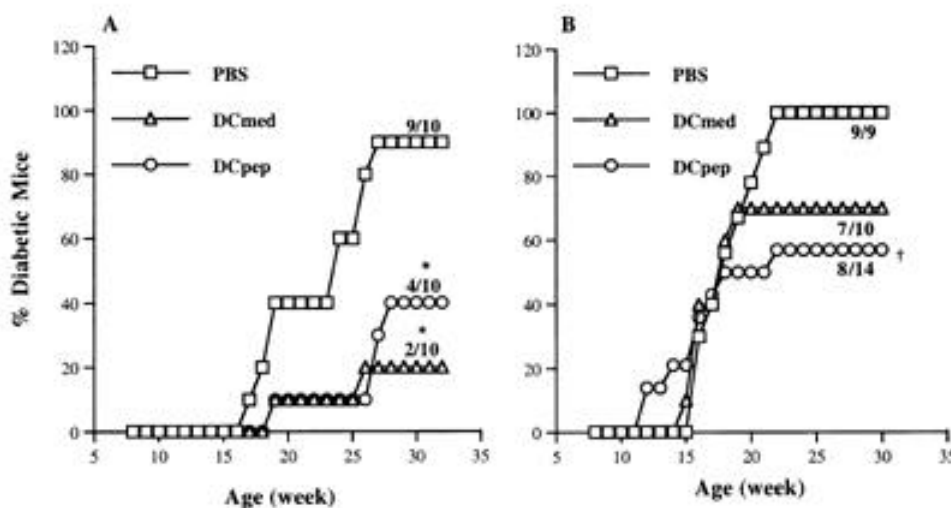 A
120
100
80
60
40
20
0
5 10 15 20 25 30 35
% Diabetic Mice
Age (week)
PBS
DCmed
DCpep
9/10
*
4/10
*
2/10
B
120
100
80
60
40
20
0
5 10 15 20 25 30 35
Age (week)
PBS
DCmed
DCpep
9/9
7/10
8/14 †